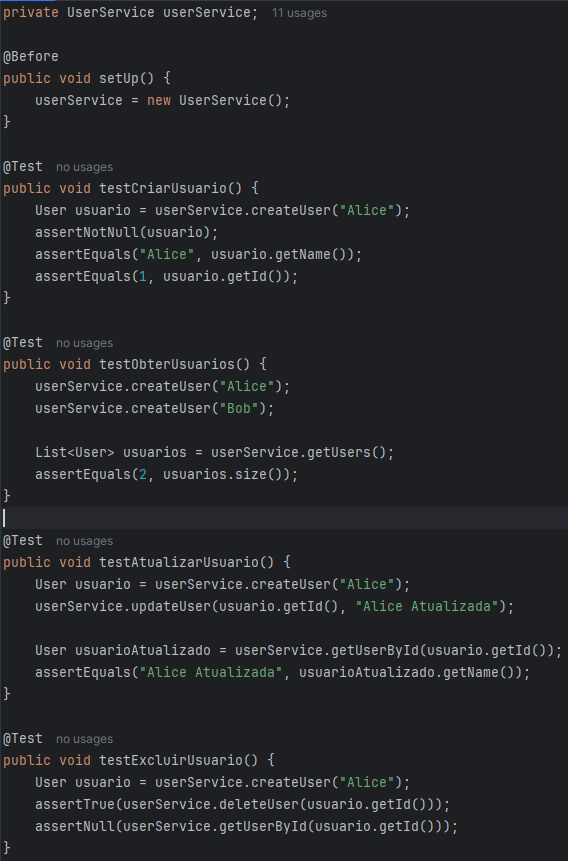 private UserService userService; 11 usages
@Before
public void setUp() {
    userService = new UserService();
}
@Test no usages
public void testCriarUsuario() {
    User usuario = userService.createUser("Alice");
    assertNotNull(usuario);
    assertEquals("Alice", usuario.getName());
    assertEquals(1, usuario.getId());
}
@Test no usages
public void testObterUsuarios() {
    userService.createUser("Alice");
    userService.createUser("Bob");
    List<User> usuarios = userService.getUsers();
    assertEquals(2, usuarios.size());
}
@Test no usages
public void testAtualizarUsuario() {
    User usuario = userService.createUser("Alice");
    userService.updateUser(usuario.getId(), "Alice Atualizada");
    User usuarioAtualizado = userService.getUserById(usuario.getId());
    assertEquals("Alice Atualizada", usuarioAtualizado.getName());
}
@Test no usages
public void testExcluirUsuario() {
    User usuario = userService.createUser("Alice");
    assertTrue(userService.deleteUser(usuario.getId()));
    assertNull(userService.getUserById(usuario.getId()));
}